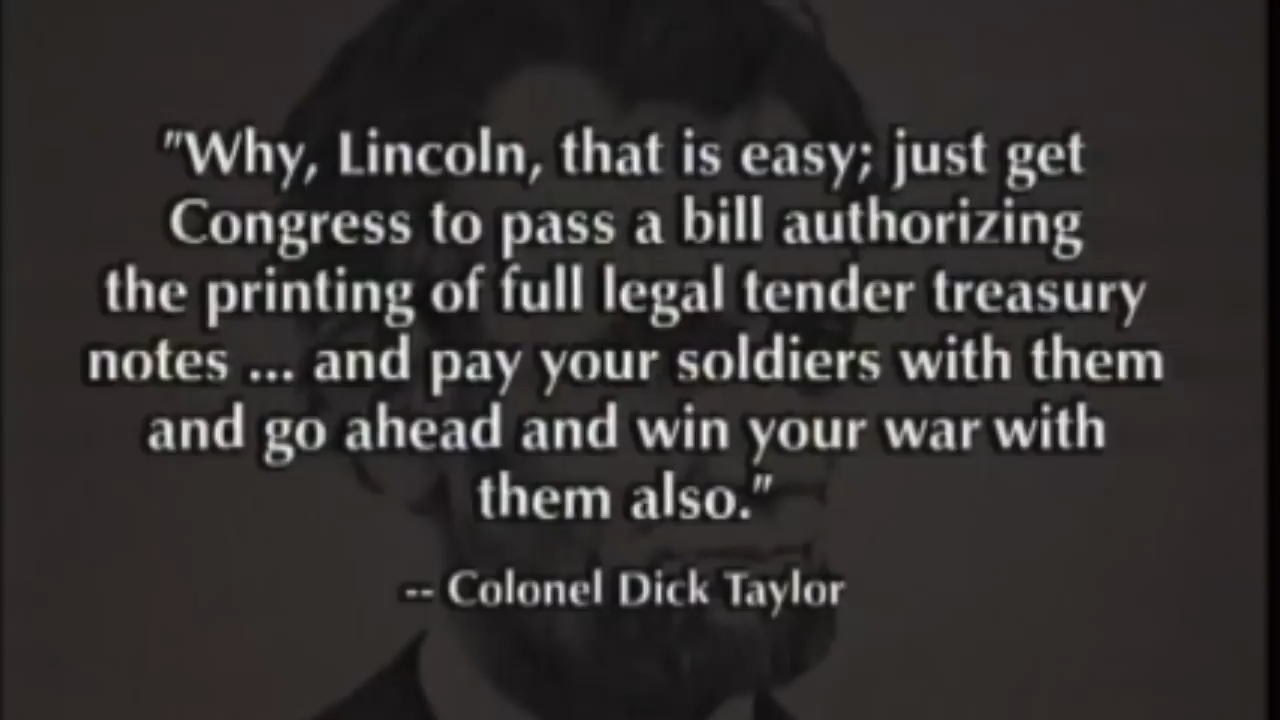 "Why, Lincoln, that is easy; just get
Congress to pass a bill authorizing
the printing of full legal tender treasury
notes ... and pay your soldiers with them
and go ahead and win your war with
them also."
-- Colonel Dick Taylor